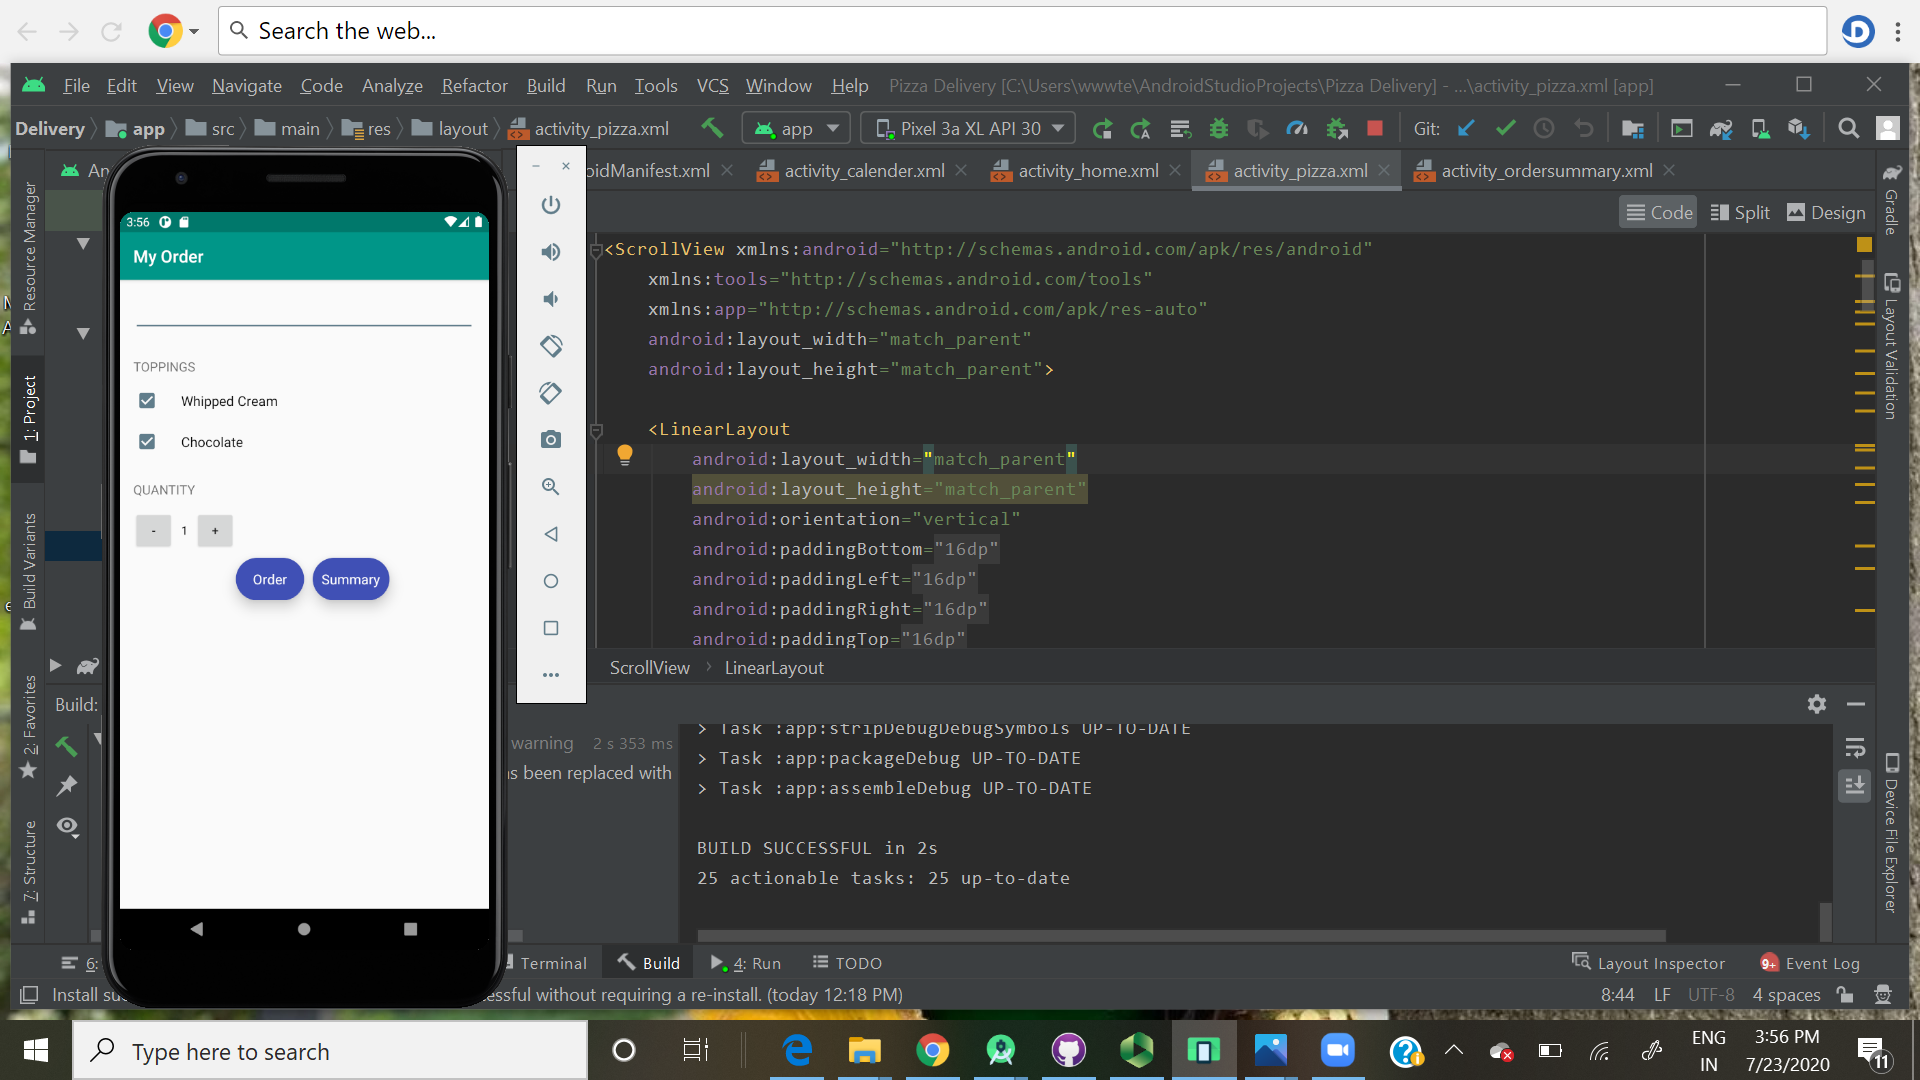 Search the web...
File Edit View Navigate Code Analyze Refactor Build Run Tools VCS Window Help Pizza Delivery [C:\Users\wwwte\AndroidStudioProjects\Pizza Delivery] - ...\activity_pizza.xml [app]
Delivery app src main res layout activity_pizza.xml app Pixel 3a XL API 30 Git:
An
oidManifest.xml activity_calender.xml activity_home.xml activity_pizza.xml activity_ordersummary.xml
Code Split Design
Resource Manager
1: Project
Build Variants
2: Favorites
7: Structure
3:56
My Order
TOPPINGS
Whipped Cream
Chocolate
QUANTITY
- 1 +
Order Summary
<ScrollView xmlns:android="http://schemas.android.com/apk/res/android"
xmlns:tools="http://schemas.android.com/tools"
xmlns:app="http://schemas.android.com/apk/res-auto"
android:layout_width="match_parent"
android:layout_height="match_parent">
<LinearLayout
android:layout_width="match_parent"
android:layout_height="match_parent"
android:orientation="vertical"
android:paddingBottom="16dp"
android:paddingLeft="16dp"
android:paddingRight="16dp"
android:paddingTop="16dp"
ScrollView LinearLayout
Gradle
Layout Validation
Device File Explorer
Build:
warning 2 s 353 ms
s been replaced with
> Task :app:stripDebugDebugSymbols UP-TO-DATE
> Task :app:packageDebug UP-TO-DATE
> Task :app:assembleDebug UP-TO-DATE
BUILD SUCCESSFUL in 2s
25 actionable tasks: 25 up-to-date
6: Terminal Build 4: Run TODO Layout Inspector 9+ Event Log
Install su essful without requiring a re-install. (today 12:18 PM) 8:44 LF UTF-8 4 spaces
Type here to search
ENG
IN
3:56 PM
7/23/2020
11